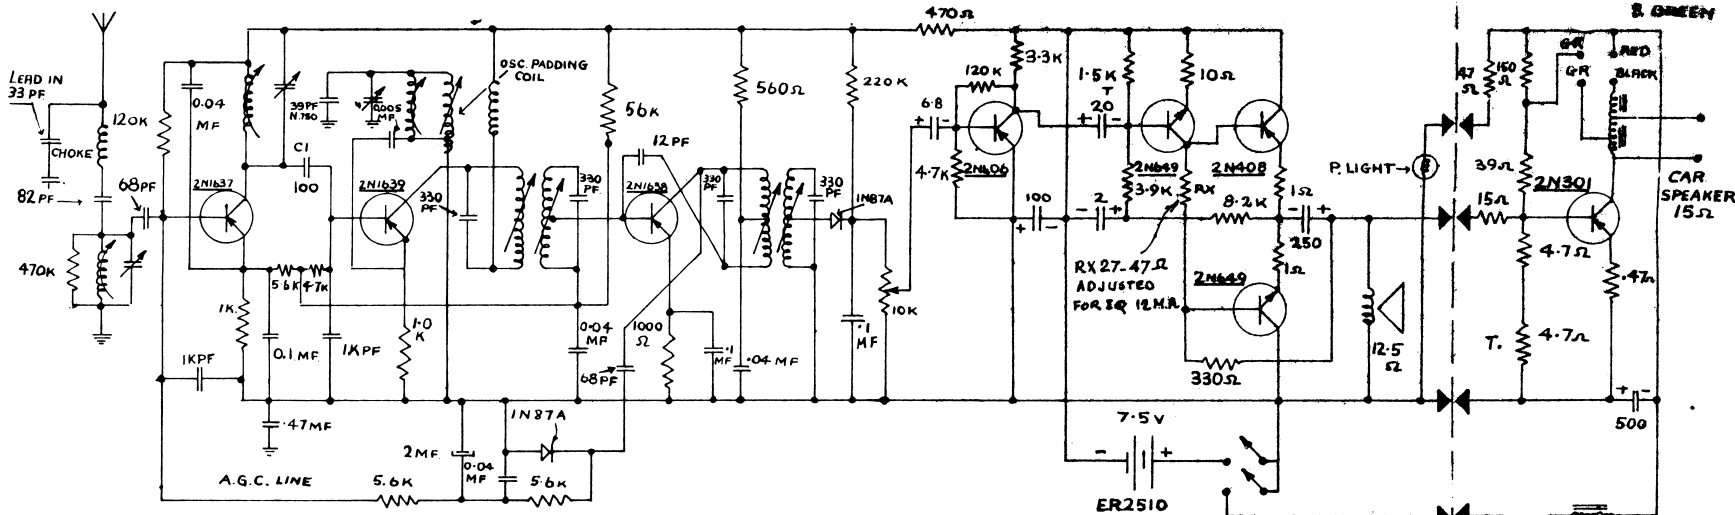 B. GREEN
470Ω
LEAD IN
33 PF
CHOKE
82 PF
68PF
470K
120K
0.04
MF
2N1637
C1
100
39PF
N.750
0.005
MF
OSC. PADDING
COIL
2N1639
330
PF
5.6K
47K
1K
1KPF
0.1 MF
.47MF
1KPF
1.0
K
56K
12PF
330
PF
2N1638
330
PF
560Ω
330
PF
220K
1N87A
10K
0.04
MF
68PF
1000
Ω
.1
MF
.04 MF
.1
MF
A.G.C. LINE
5.6K
2MF
0.04
MF
1N87A
5.6K
6.8
+ -
120K
3.3K
2N406
4.7K
100
+ -
1.5K
T
20
+ -
2N649
3.9K
2
- +
10Ω
2N408
RX
8.2K
1Ω
- +
250
1Ω
RX 27-47Ω
ADJUSTED
FOR EQ 12 M.A
2N649
330Ω
12.5
Ω
7.5V
- +
ER2510
P. LIGHT
47
Ω
150
Ω
GR
GR
RED
BLACK
39Ω
15Ω
2N301
CAR
SPEAKER
15Ω
4.7Ω
.47Ω
T.
4.7Ω
+ -
500